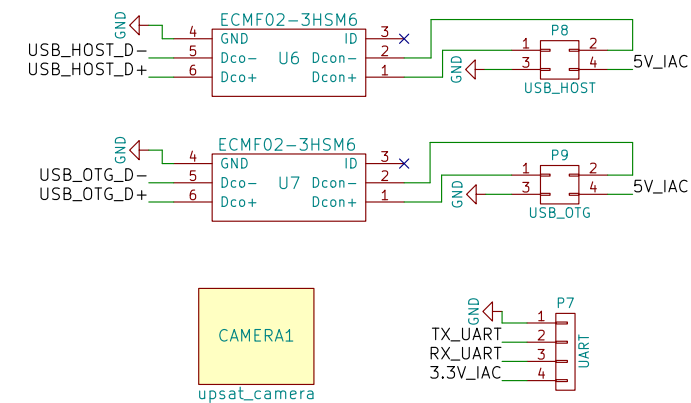 ECMF02-3HSM6
GND 4 GND ID 3
USB_HOST_D- 5 Dco- U6 Dcon- 2
USB_HOST_D+ 6 Dco+ Dcon+ 1
P8
1 2
GND 3 4 5V_IAC
USB_HOST
ECMF02-3HSM6
GND 4 GND ID 3
USB_OTG_D- 5 Dco- U7 Dcon- 2
USB_OTG_D+ 6 Dco+ Dcon+ 1
P9
1 2
GND 3 4 5V_IAC
USB_OTG
CAMERA1
upsat_camera
P7
GND 1
TX_UART 2
RX_UART 3
3.3V_IAC 4
UART